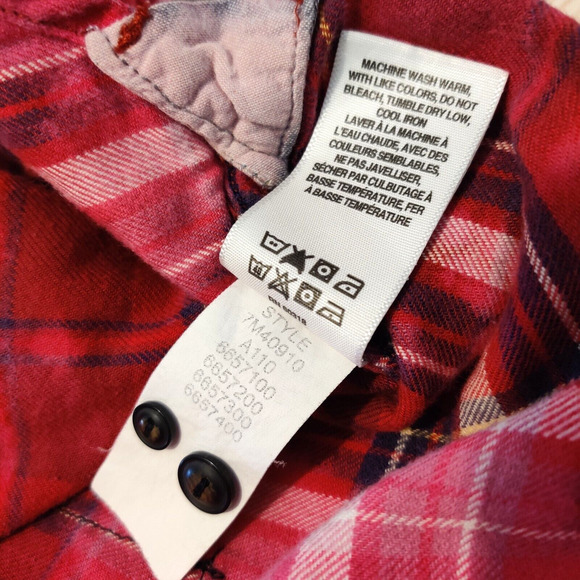 MACHINE WASH WARM,
WITH LIKE COLORS, DO NOT
BLEACH, TUMBLE DRY LOW,
COOL IRON
LAVER À LA MACHINE À
L'EAU CHAUDE, AVEC DES
COULEURS SEMBLABLES,
NE PAS JAVELLISER,
SÉCHER PAR CULBUTAGE À
BASSE TEMPÉRATURE, FER
À BASSE TEMPÉRATURE
STYLE
7M40910
A110
6657100
6657200
6657300
6657400